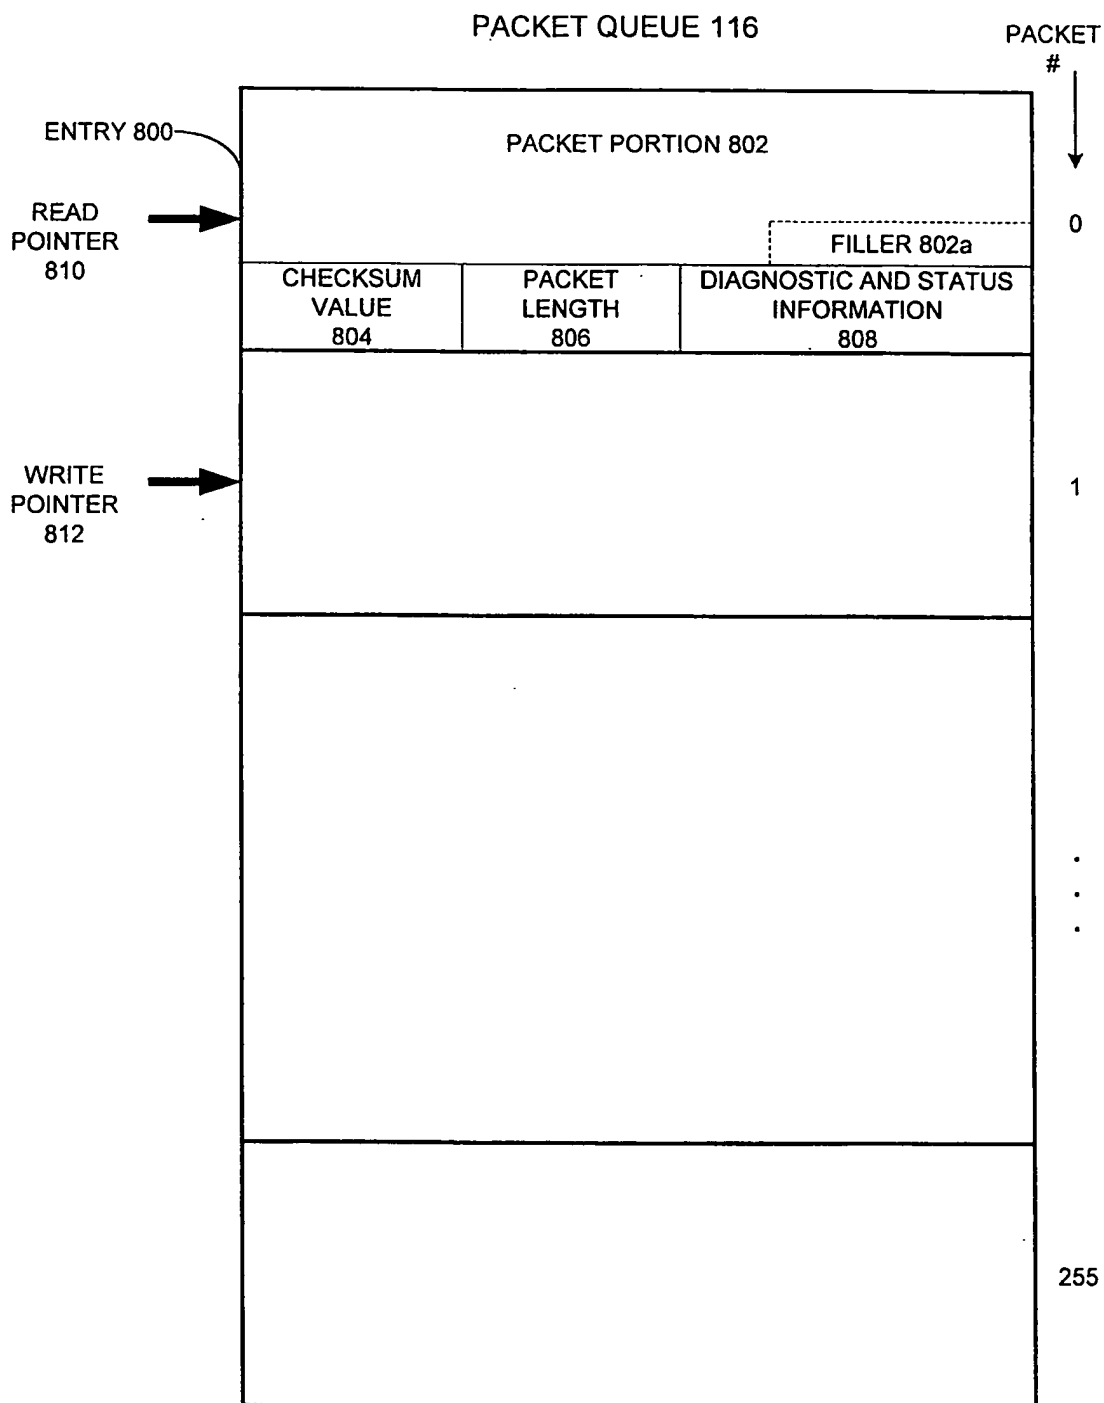 PACKET QUEUE 116
PACKET
#
ENTRY 800
PACKET PORTION 802
READ
POINTER
810
0
FILLER 802a
CHECKSUM
VALUE
804
PACKET
LENGTH
806
DIAGNOSTIC AND STATUS
INFORMATION
808
WRITE
POINTER
812
1
.
.
.
255